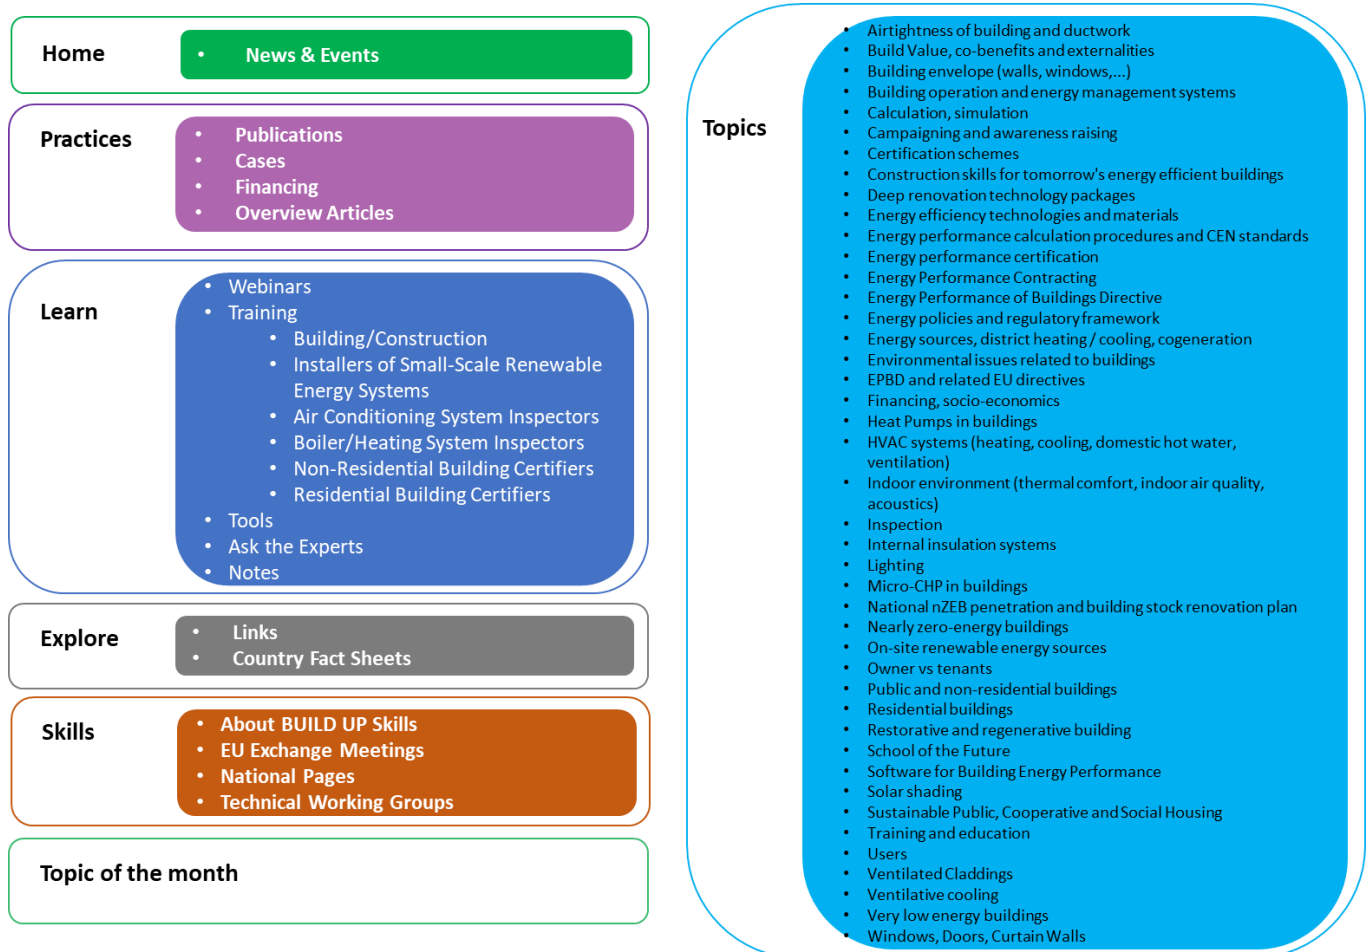 Home
• News & Events
Practices
• Publications
• Cases
• Financing
• Overview Articles
Learn
• Webinars
• Training
• Building/Construction
• Installers of Small-Scale Renewable
Energy Systems
• Air Conditioning System Inspectors
• Boiler/Heating System Inspectors
• Non-Residential Building Certifiers
• Residential Building Certifiers
• Tools
• Ask the Experts
• Notes
Explore
• Links
• Country Fact Sheets
Skills
• About BUILD UP Skills
• EU Exchange Meetings
• National Pages
• Technical Working Groups
Topic of the month
Topics
• Airtightness of building and ductwork
• Build Value, co-benefits and externalities
• Building envelope (walls, windows,...)
• Building operation and energy management systems
• Calculation, simulation
• Campaigning and awareness raising
• Certification schemes
• Construction skills for tomorrow's energy efficient buildings
• Deep renovation technology packages
• Energy efficiency technologies and materials
• Energy performance calculation procedures and CEN standards
• Energy performance certification
• Energy Performance Contracting
• Energy Performance of Buildings Directive
• Energy policies and regulatory framework
• Energy sources, district heating / cooling, cogeneration
• Environmental issues related to buildings
• EPBD and related EU directives
• Financing, socio-economics
• Heat Pumps in buildings
• HVAC systems (heating, cooling, domestic hot water,
ventilation)
• Indoor environment (thermal comfort, indoor air quality,
acoustics)
• Inspection
• Internal insulation systems
• Lighting
• Micro-CHP in buildings
• National nZEB penetration and building stock renovation plan
• Nearly zero-energy buildings
• On-site renewable energy sources
• Owner vs tenants
• Public and non-residential buildings
• Residential buildings
• Restorative and regenerative building
• School of the Future
• Software for Building Energy Performance
• Solar shading
• Sustainable Public, Cooperative and Social Housing
• Training and education
• Users
• Ventilated Claddings
• Ventilative cooling
• Very low energy buildings
• Windows, Doors, Curtain Walls